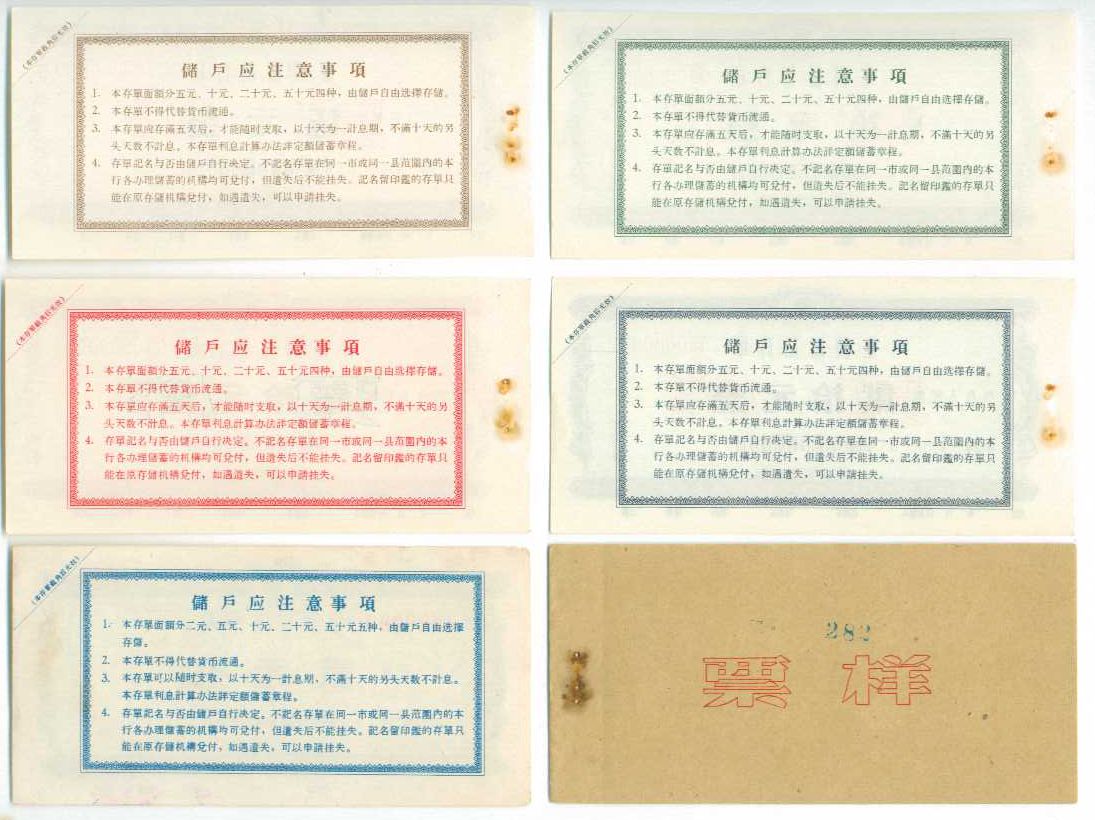 (本存單截角后无效)
儲戶应注意事項
1. 本存單面額分五元、十元、二十元、五十元四种，由儲戶自由选擇存儲。
2. 本存單不得代替貨币流通。
3. 本存單应存滿五天后，才能随时支取，以十天为一計息期，不滿十天的另
头天数不計息。本存單利息計算办法詳定額儲蓄章程。
4. 存單記名与否由儲戶自行决定。不記名存單在同一市或同一县范圍内的本
行各办理儲蓄的机構均可兌付，但遺失后不能挂失。記名留印鑑的存單只
能在原存儲机構兌付，如遇遺失，可以申請挂失。
(本存單截角后无效)
儲戶应注意事項
1. 本存單面額分五元、十元、二十元、五十元四种，由儲戶自由选擇存儲。
2. 本存單不得代替貨币流通。
3. 本存單应存滿五天后，才能随时支取，以十天为一計息期，不滿十天的另
头天数不計息。本存單利息計算办法詳定額儲蓄章程。
4. 存單記名与否由儲戶自行决定。不記名存單在同一市或同一县范圍内的本
行各办理儲蓄的机構均可兌付，但遺失后不能挂失。記名留印鑑的存單只
能在原存儲机構兌付，如遇遺失，可以申請挂失。
(本存單截角后无效)
儲戶应注意事項
1. 本存單面額分五元、十元、二十元、五十元四种，由儲戶自由选擇存儲。
2. 本存單不得代替貨币流通。
3. 本存單应存滿五天后，才能随时支取，以十天为一計息期，不滿十天的另
头天数不計息。本存單利息計算办法詳定額儲蓄章程。
4. 存單記名与否由儲戶自行决定。不記名存單在同一市或同一县范圍内的本
行各办理儲蓄的机構均可兌付，但遺失后不能挂失。記名留印鑑的存單只
能在原存儲机構兌付，如遇遺失，可以申請挂失。
(本存單截角后无效)
儲戶应注意事項
1. 本存單面額分五元、十元、二十元、五十元四种，由儲戶自由选擇存儲。
2. 本存單不得代替貨币流通。
3. 本存單应存滿五天后，才能随时支取，以十天为一計息期，不滿十天的另
头天数不計息。本存單利息計算办法詳定額儲蓄章程。
4. 存單記名与否由儲戶自行决定。不記名存單在同一市或同一县范圍内的本
行各办理儲蓄的机構均可兌付，但遺失后不能挂失。記名留印鑑的存單只
能在原存儲机構兌付，如遇遺失，可以申請挂失。
(本存單截角后无效)
儲戶应注意事項
1. 本存單面額分二元、五元、十元、二十元、五十元五种，由儲戶自由选擇
存儲。
2. 本存單不得代替貨币流通。
3. 本存單可以随时支取，以十天为一計息期，不滿十天的另头天数不計息。
本存單利息計算办法詳定額儲蓄章程。
4. 存單記名与否由儲戶自行决定。不記名存單在同一市或同一县范圍内的本
行各办理儲蓄的机構均可兌付，但遺失后不能挂失。記名留印鑑的存單只
能在原存儲机構兌付，如遇遺失，可以申請挂失。
282
票样